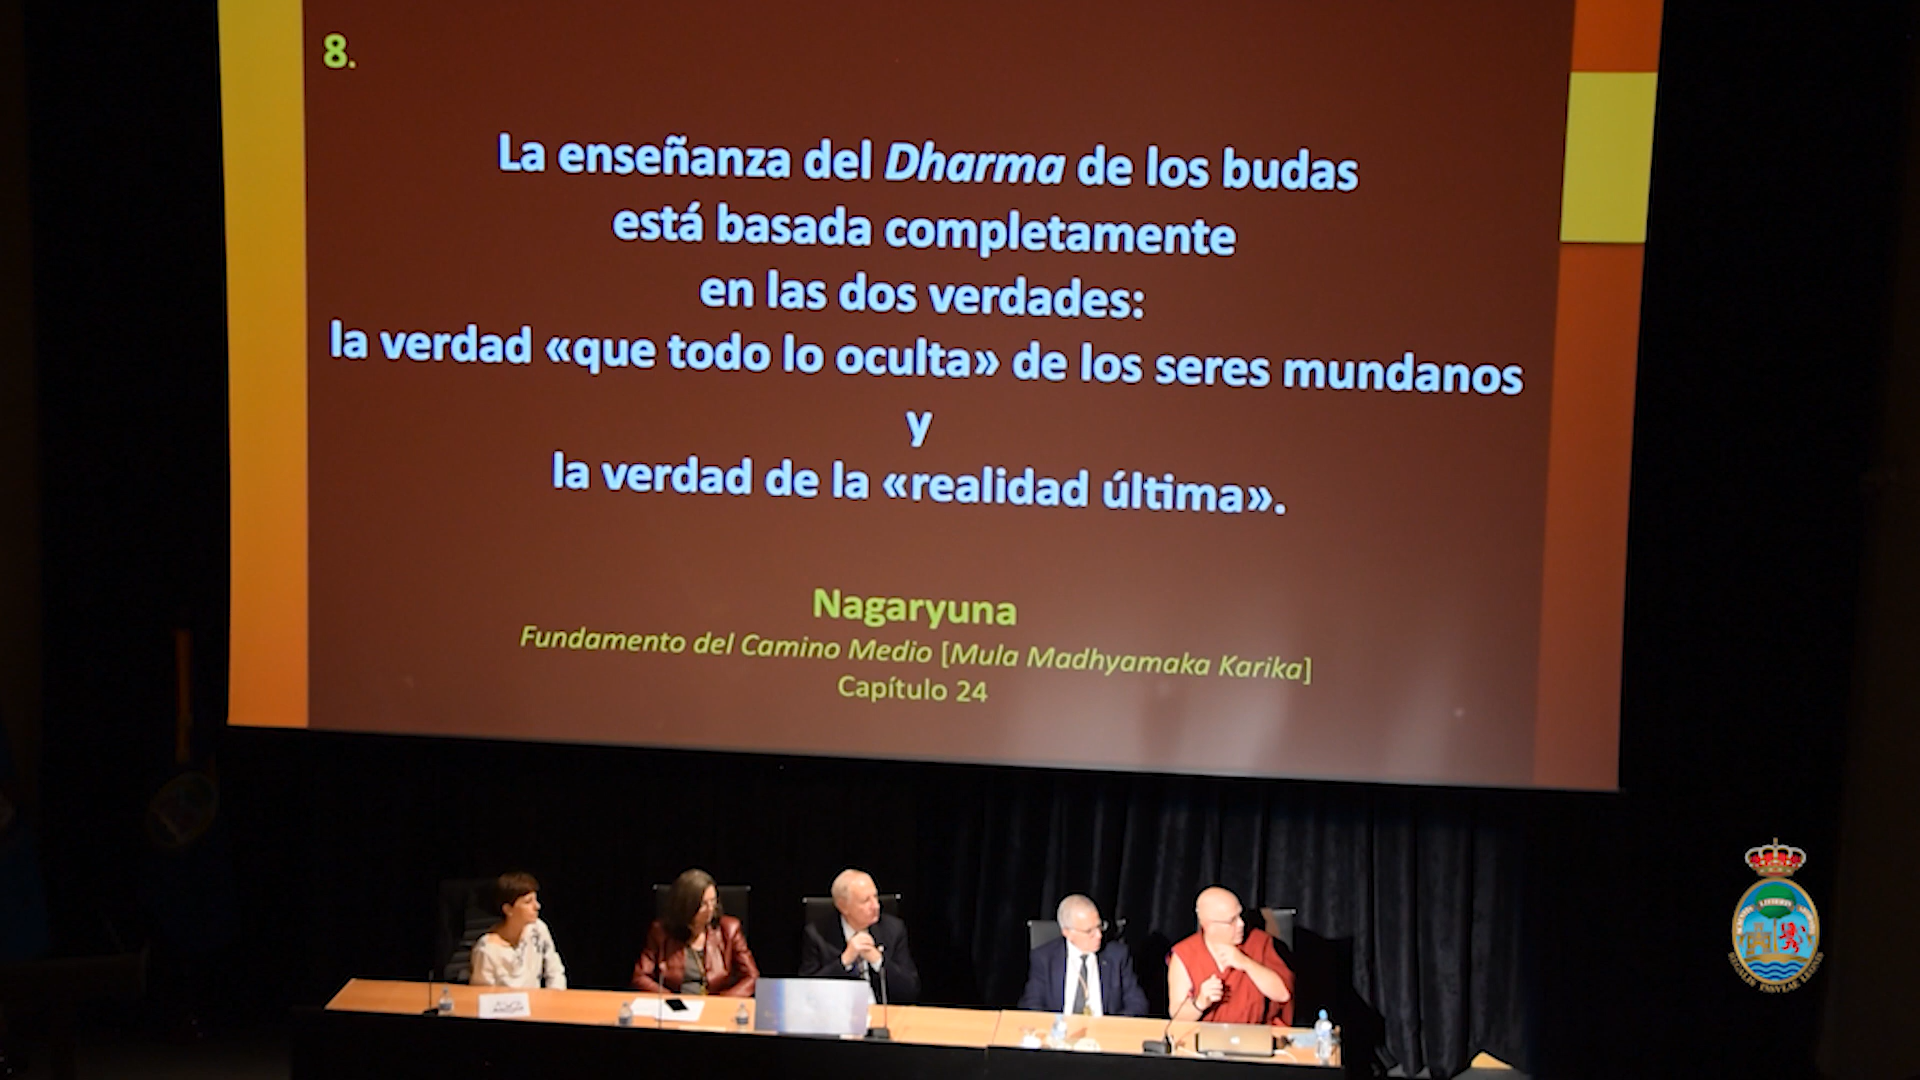 8.
La enseñanza del Dharma de los budas
está basada completamente
en las dos verdades:
la verdad «que todo lo oculta» de los seres mundanos
y
la verdad de la «realidad última».
Nagaryuna
Fundamento del Camino Medio [Mula Madhyamaka Karika]
Capítulo 24